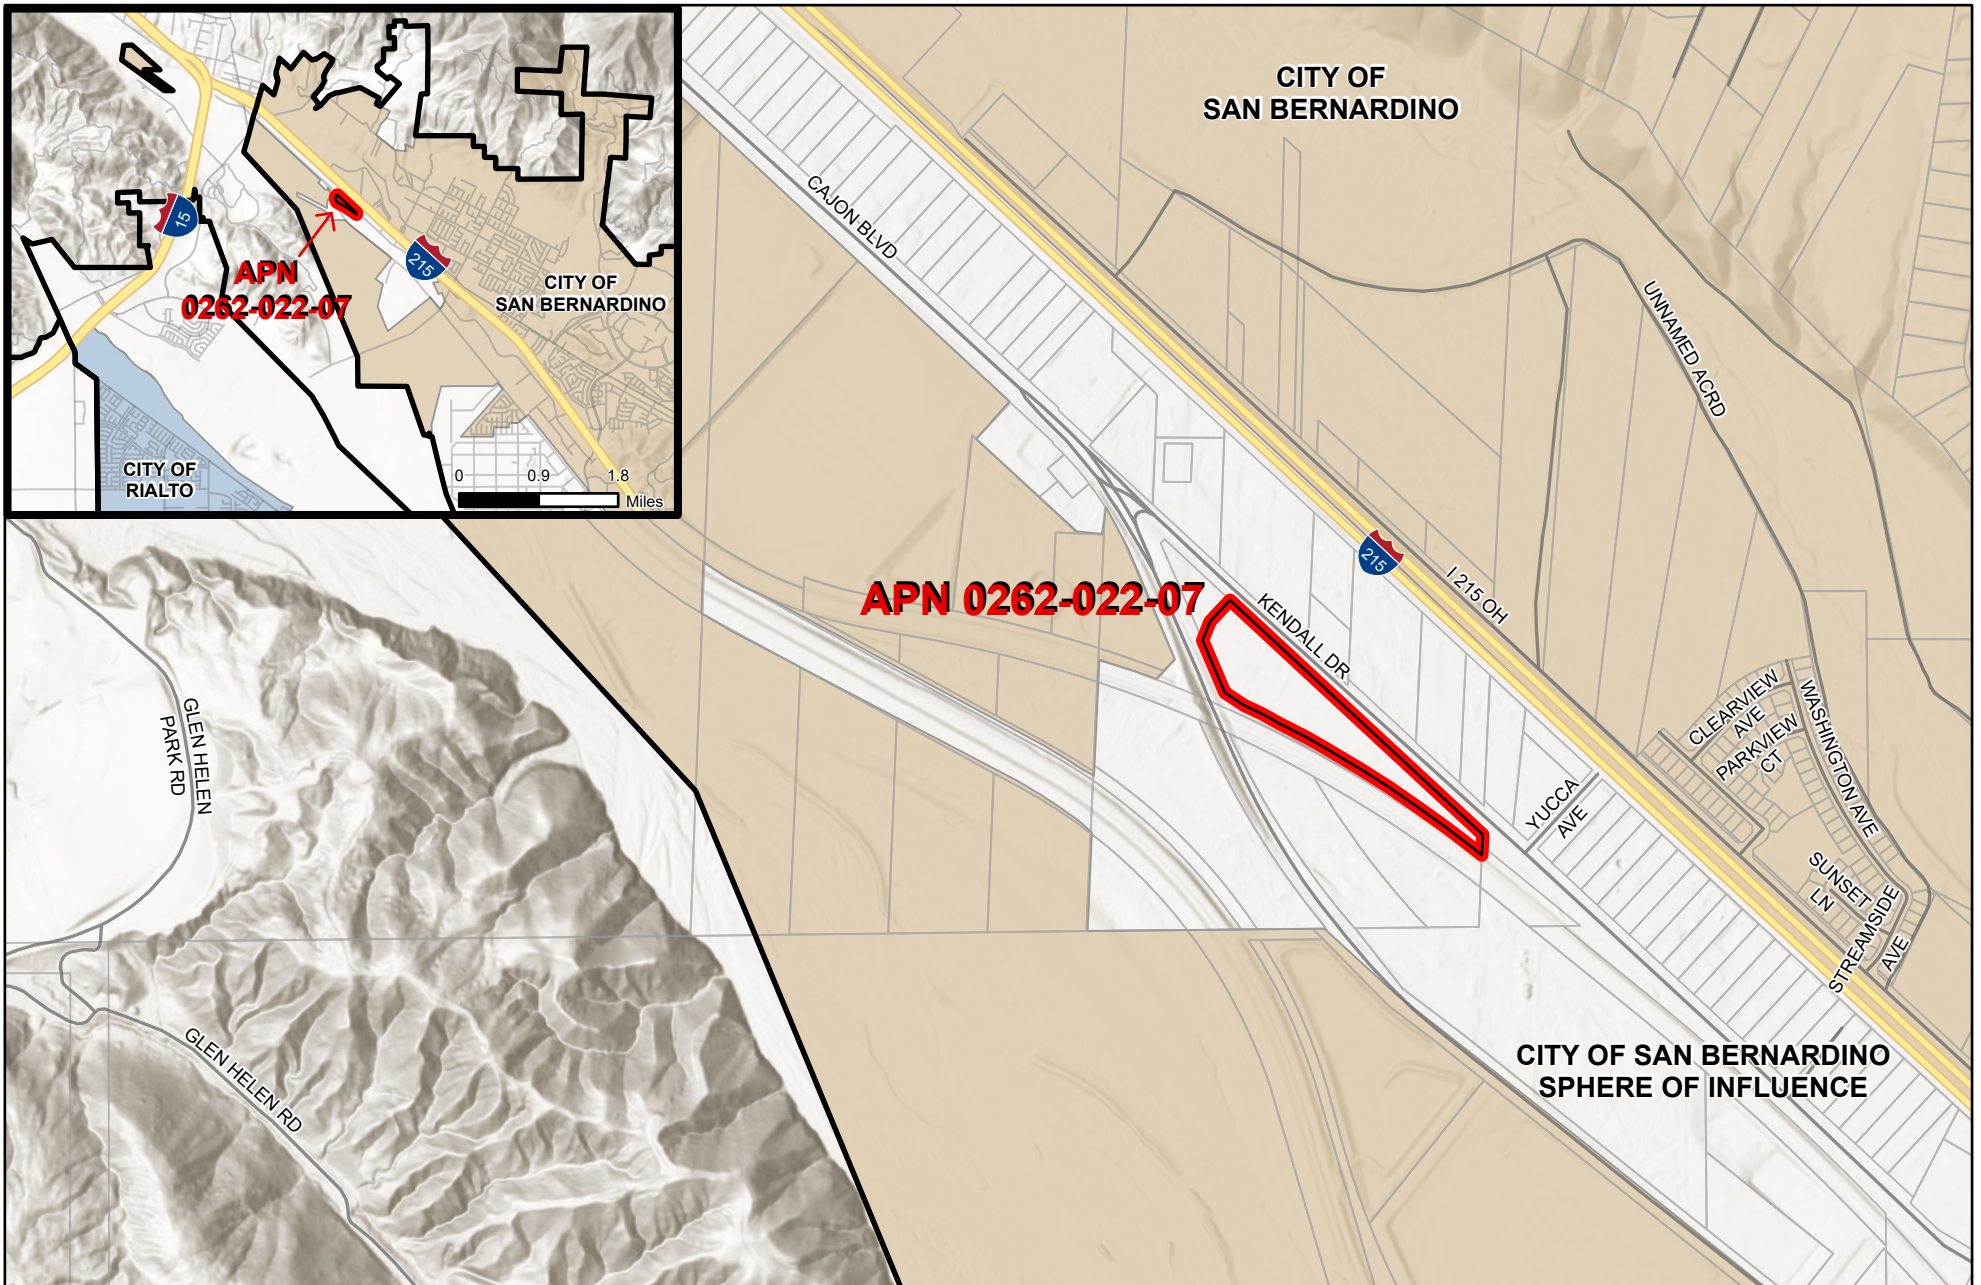 15
215
APN
0262-022-07
CITY OF
SAN BERNARDINO
CITY OF
RIALTO
0
0.9
1.8
Miles
CITY OF
SAN BERNARDINO
CAJON BLVD
UNNAMED ACRD
215
I 215 OH
APN 0262-022-07
KENDALL DR
GLEN HELEN
PARK RD
CLEARVIEW
AVE
PARKVIEW
CT
WASHINGTON AVE
YUCCA
AVE
SUNSET
LN
STREAMSIDE
AVE
GLEN HELEN RD
CITY OF SAN BERNARDINO
SPHERE OF INFLUENCE